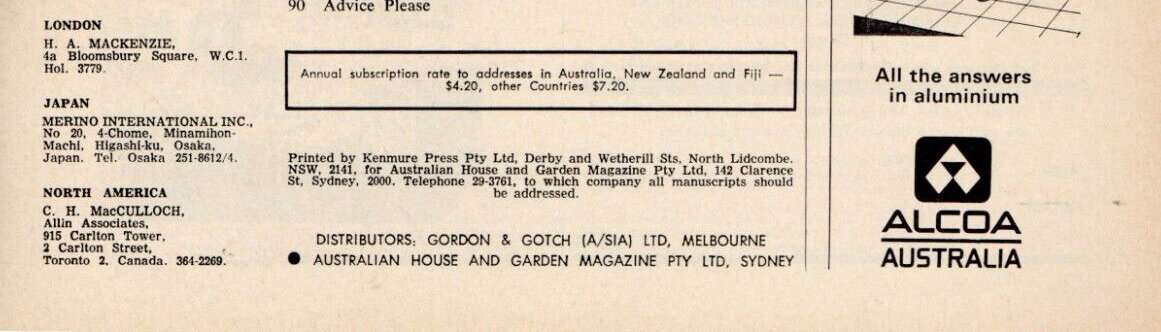 LONDON
H. A. MACKENZIE,
4a Bloomsbury Square, W.C.1.
Hol. 3779.
JAPAN
MERINO INTERNATIONAL INC.,
No 20, 4-Chome, Minamihon-
Machi, Higashi-ku, Osaka,
Japan. Tel. Osaka 251-8612/4.
NORTH AMERICA
C. H. MacCULLOCH,
Allin Associates,
915 Carlton Tower,
2 Carlton Street,
Toronto 2, Canada. 364-2269.
90 Advice Please
Annual subscription rate to addresses in Australia, New Zealand and Fiji —
$4.20, other Countries $7.20.
Printed by Kenmure Press Pty Ltd, Derby and Wetherill Sts, North Lidcombe.
NSW, 2141, for Australian House and Garden Magazine Pty Ltd, 142 Clarence
St, Sydney, 2000. Telephone 29-3761, to which company all manuscripts should
be addressed.
DISTRIBUTORS: GORDON & GOTCH (A/SIA) LTD, MELBOURNE
● AUSTRALIAN HOUSE AND GARDEN MAGAZINE PTY LTD, SYDNEY
All the answers
in aluminium
ALCOA
AUSTRALIA